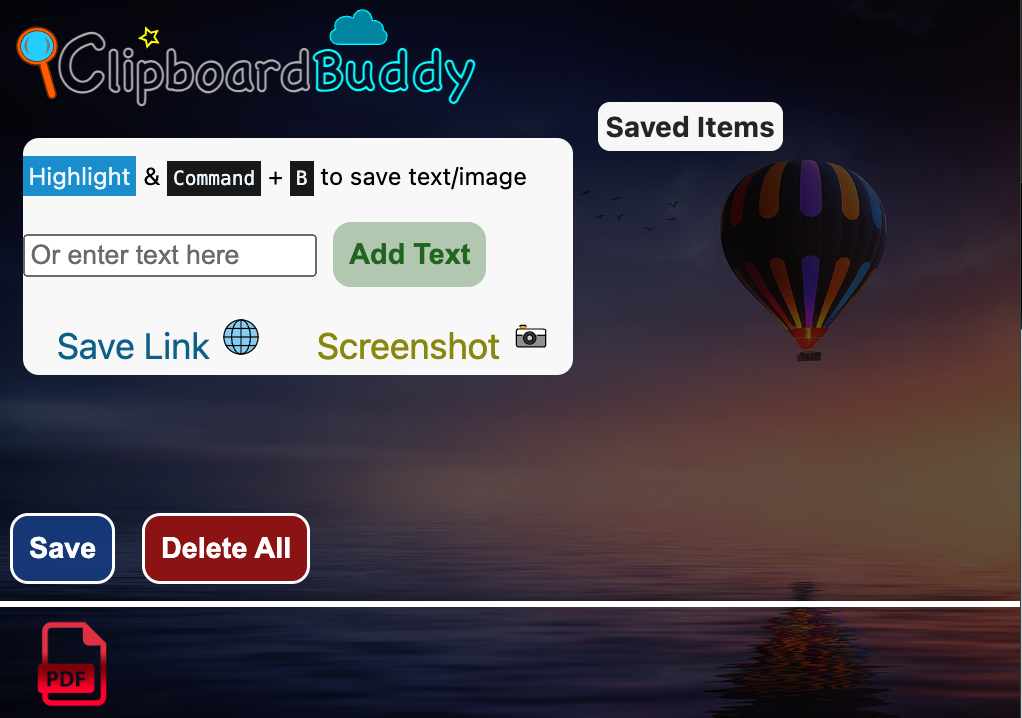 ClipboardBuddy
Saved Items
Highlight & Command + B to save text/image
Or enter text here
Add Text
Save Link
Screenshot
Save
Delete All
PDF